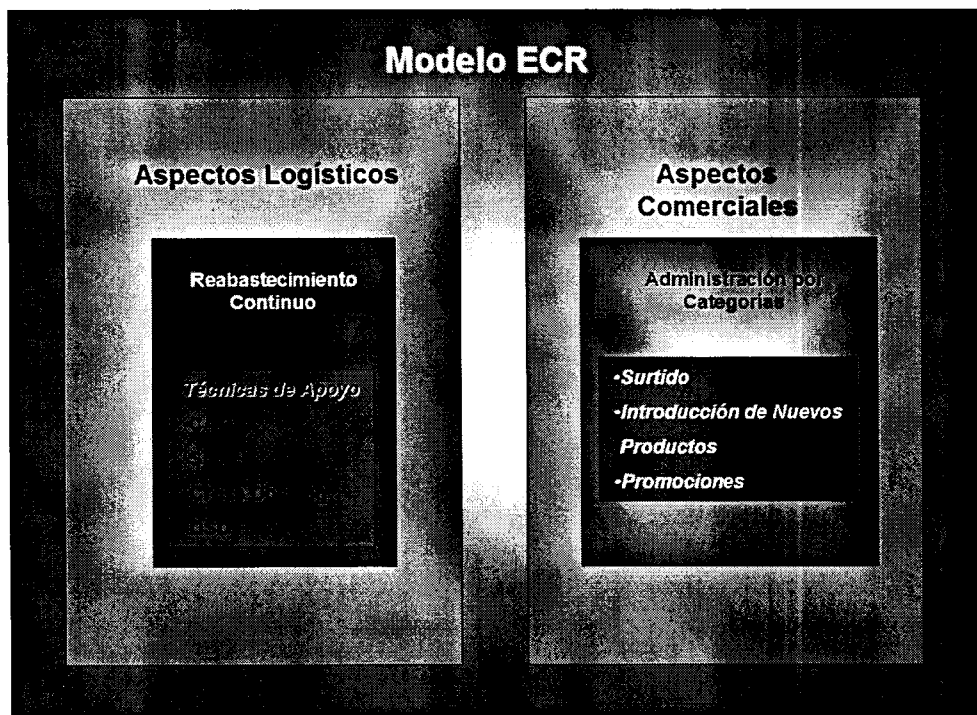 Modelo ECR
Aspectos Logísticos
Reabastecimiento
Continuo
Técnicas de Apoyo
Aspectos
Comerciales
Administración por
Categorías
•Surtido
•Introducción de Nuevos
Productos
•Promociones